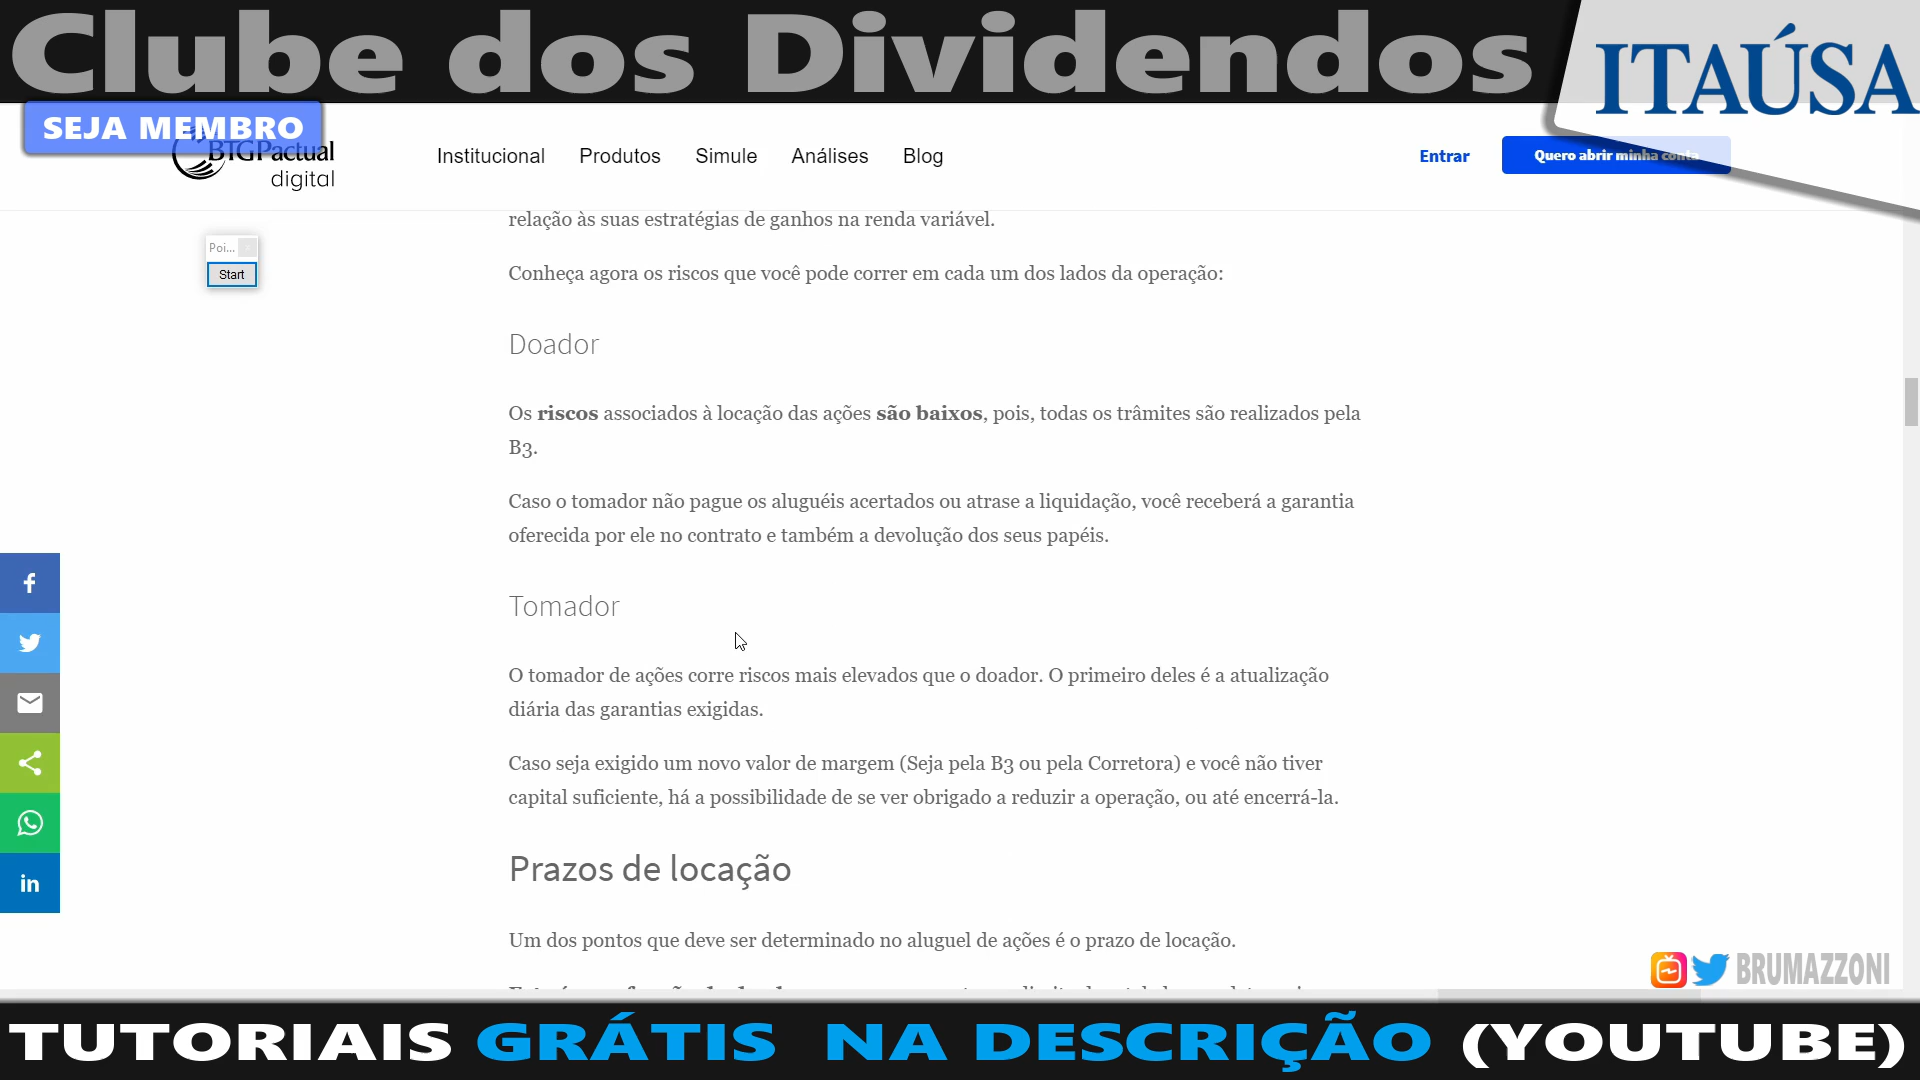 Clube dos Dividendos
ITAÚSA
SEJA MEMBRO
BTGPactual
digital
Institucional Produtos Simule Análises Blog
Entrar Quero abrir minha conta
relação às suas estratégias de ganhos na renda variável.
Poi...
Start
Conheça agora os riscos que você pode correr em cada um dos lados da operação:
Doador
Os riscos associados à locação das ações são baixos, pois, todas os trâmites são realizados pela
B3.
Caso o tomador não pague os aluguéis acertados ou atrase a liquidação, você receberá a garantia
oferecida por ele no contrato e também a devolução dos seus papéis.
Tomador
O tomador de ações corre riscos mais elevados que o doador. O primeiro deles é a atualização
diária das garantias exigidas.
Caso seja exigido um novo valor de margem (Seja pela B3 ou pela Corretora) e você não tiver
capital suficiente, há a possibilidade de se ver obrigado a reduzir a operação, ou até encerrá-la.
Prazos de locação
Um dos pontos que deve ser determinado no aluguel de ações é o prazo de locação.
BRUMAZZONI
TUTORIAIS GRÁTIS NA DESCRIÇÃO (YOUTUBE)